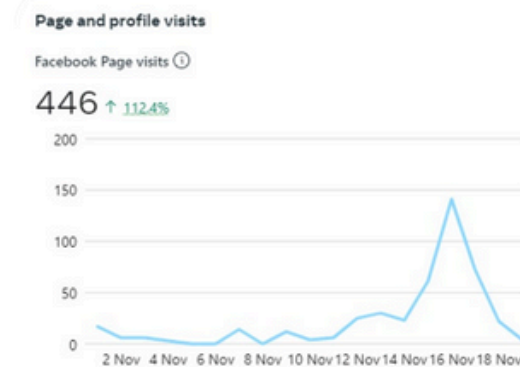 Page and profile visits
Facebook Page visits
446 ↑ 112.4%
200
150
100
50
0
2 Nov 4 Nov 6 Nov 8 Nov 10 Nov 12 Nov 14 Nov 16 Nov 18 Nov